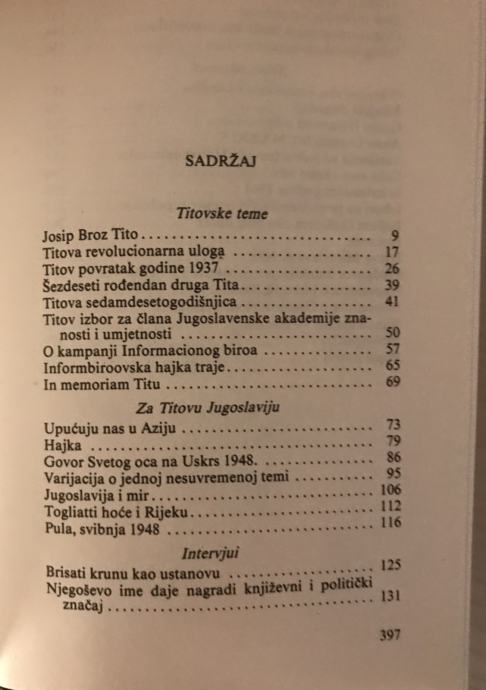 SADRŽAJ
Titovske teme
Josip Broz Tito . . . . . . . . . . . . . . . . . . . . . . . . . . . . 9
Titova revolucionarna uloga . . . . . . . . . . . . . . . . . 17
Titov povratak godine 1937 . . . . . . . . . . . . . . . . . . 26
Šezdeseti rođendan druga Tita . . . . . . . . . . . . . . . . 39
Titova sedamdesetogodišnjica . . . . . . . . . . . . . . . . 41
Titov izbor za člana Jugoslavenske akademije zna-
nosti i umjetnosti . . . . . . . . . . . . . . . . . . . . . . . 50
O kampanji Informacionog biroa . . . . . . . . . . . . . . 57
Informbiroovska hajka traje . . . . . . . . . . . . . . . . . . 65
In memoriam Titu . . . . . . . . . . . . . . . . . . . . . . . . . 69
Za Titovu Jugoslaviju
Upućuju nas u Aziju . . . . . . . . . . . . . . . . . . . . . . . 73
Hajka . . . . . . . . . . . . . . . . . . . . . . . . . . . . . . . . . . 79
Govor Svetog oca na Uskrs 1948. . . . . . . . . . . . . . 86
Varijacija o jednoj nesuvremenoj temi . . . . . . . . . . 95
Jugoslavija i mir . . . . . . . . . . . . . . . . . . . . . . . . . . 106
Togliatti hoće i Rijeku . . . . . . . . . . . . . . . . . . . . . . 112
Pula, svibnja 1948 . . . . . . . . . . . . . . . . . . . . . . . . . 116
Intervjui
Brisati krunu kao ustanovu . . . . . . . . . . . . . . . . . . 125
Njegoševo ime daje nagradi književni i politički
značaj . . . . . . . . . . . . . . . . . . . . . . . . . . . . . . . . 131
397